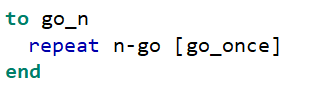 to go_n
  repeat n-go [go_once]
end